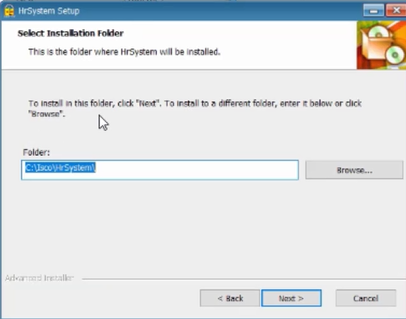 HrSystem Setup
Select Installation Folder
This is the folder where HrSystem will be installed.
To install in this folder, click "Next". To install to a different folder, enter it below or click
"Browse".
Folder:
C:\Isco\HrSystem\
Browse...
Advanced Installer
< Back
Next >
Cancel